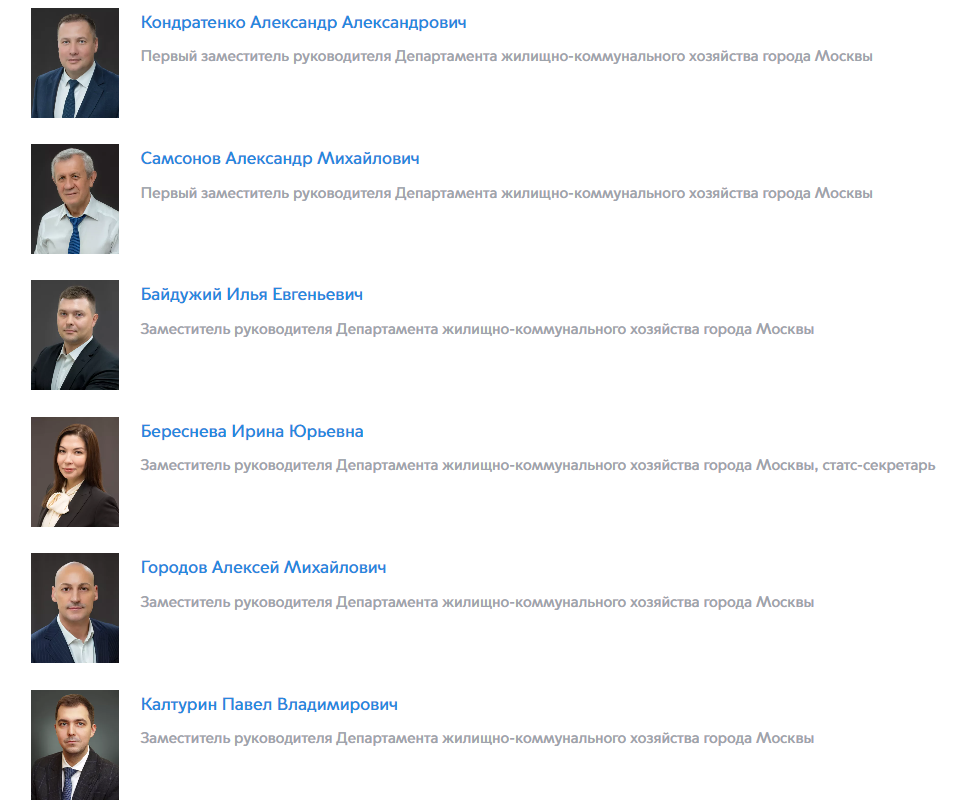 Кондратенко Александр Александрович
Первый заместитель руководителя Департамента жилищно-коммунального хозяйства города Москвы
Самсонов Александр Михайлович
Первый заместитель руководителя Департамента жилищно-коммунального хозяйства города Москвы
Байдужий Илья Евгеньевич
Заместитель руководителя Департамента жилищно-коммунального хозяйства города Москвы
Береснева Ирина Юрьевна
Заместитель руководителя Департамента жилищно-коммунального хозяйства города Москвы, статс-секретарь
Городов Алексей Михайлович
Заместитель руководителя Департамента жилищно-коммунального хозяйства города Москвы
Калтурин Павел Владимирович
Заместитель руководителя Департамента жилищно-коммунального хозяйства города Москвы